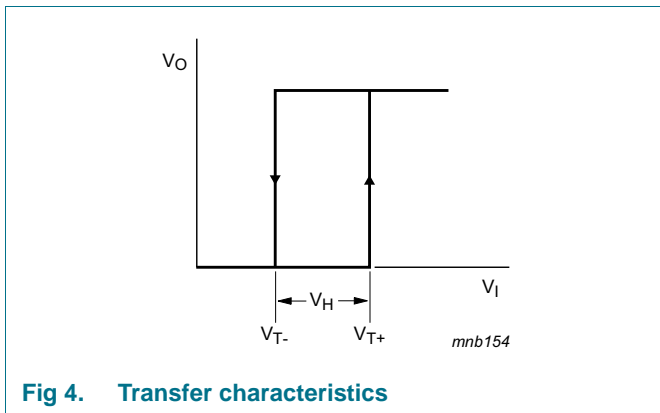 VO
VI
VH
VT-
VT+
mnb154
Fig 4. Transfer characteristics